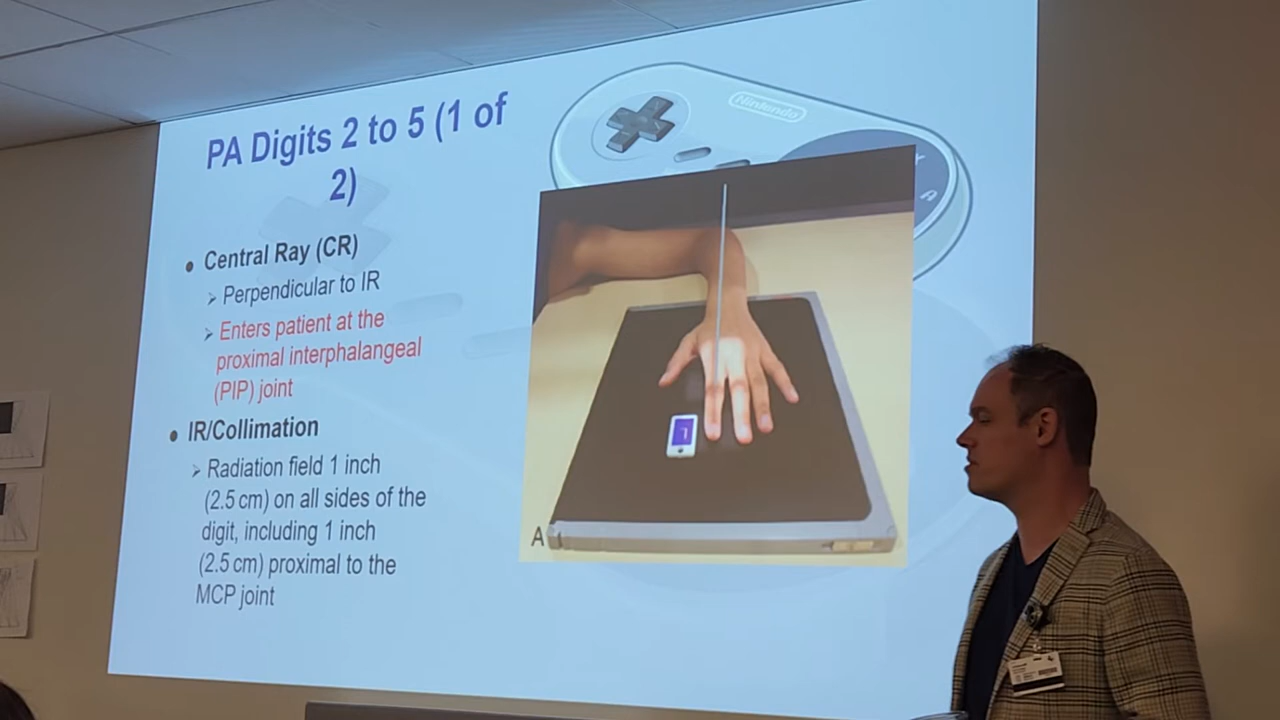 PA Digits 2 to 5 (1 of
2)
Central Ray (CR)
Perpendicular to IR
Enters patient at the
proximal interphalangeal
(PIP) joint
IR/Collimation
Radiation field 1 inch
(2.5 cm) on all sides of the
digit, including 1 inch
(2.5 cm) proximal to the
MCP joint
Nintendo
A
L
A